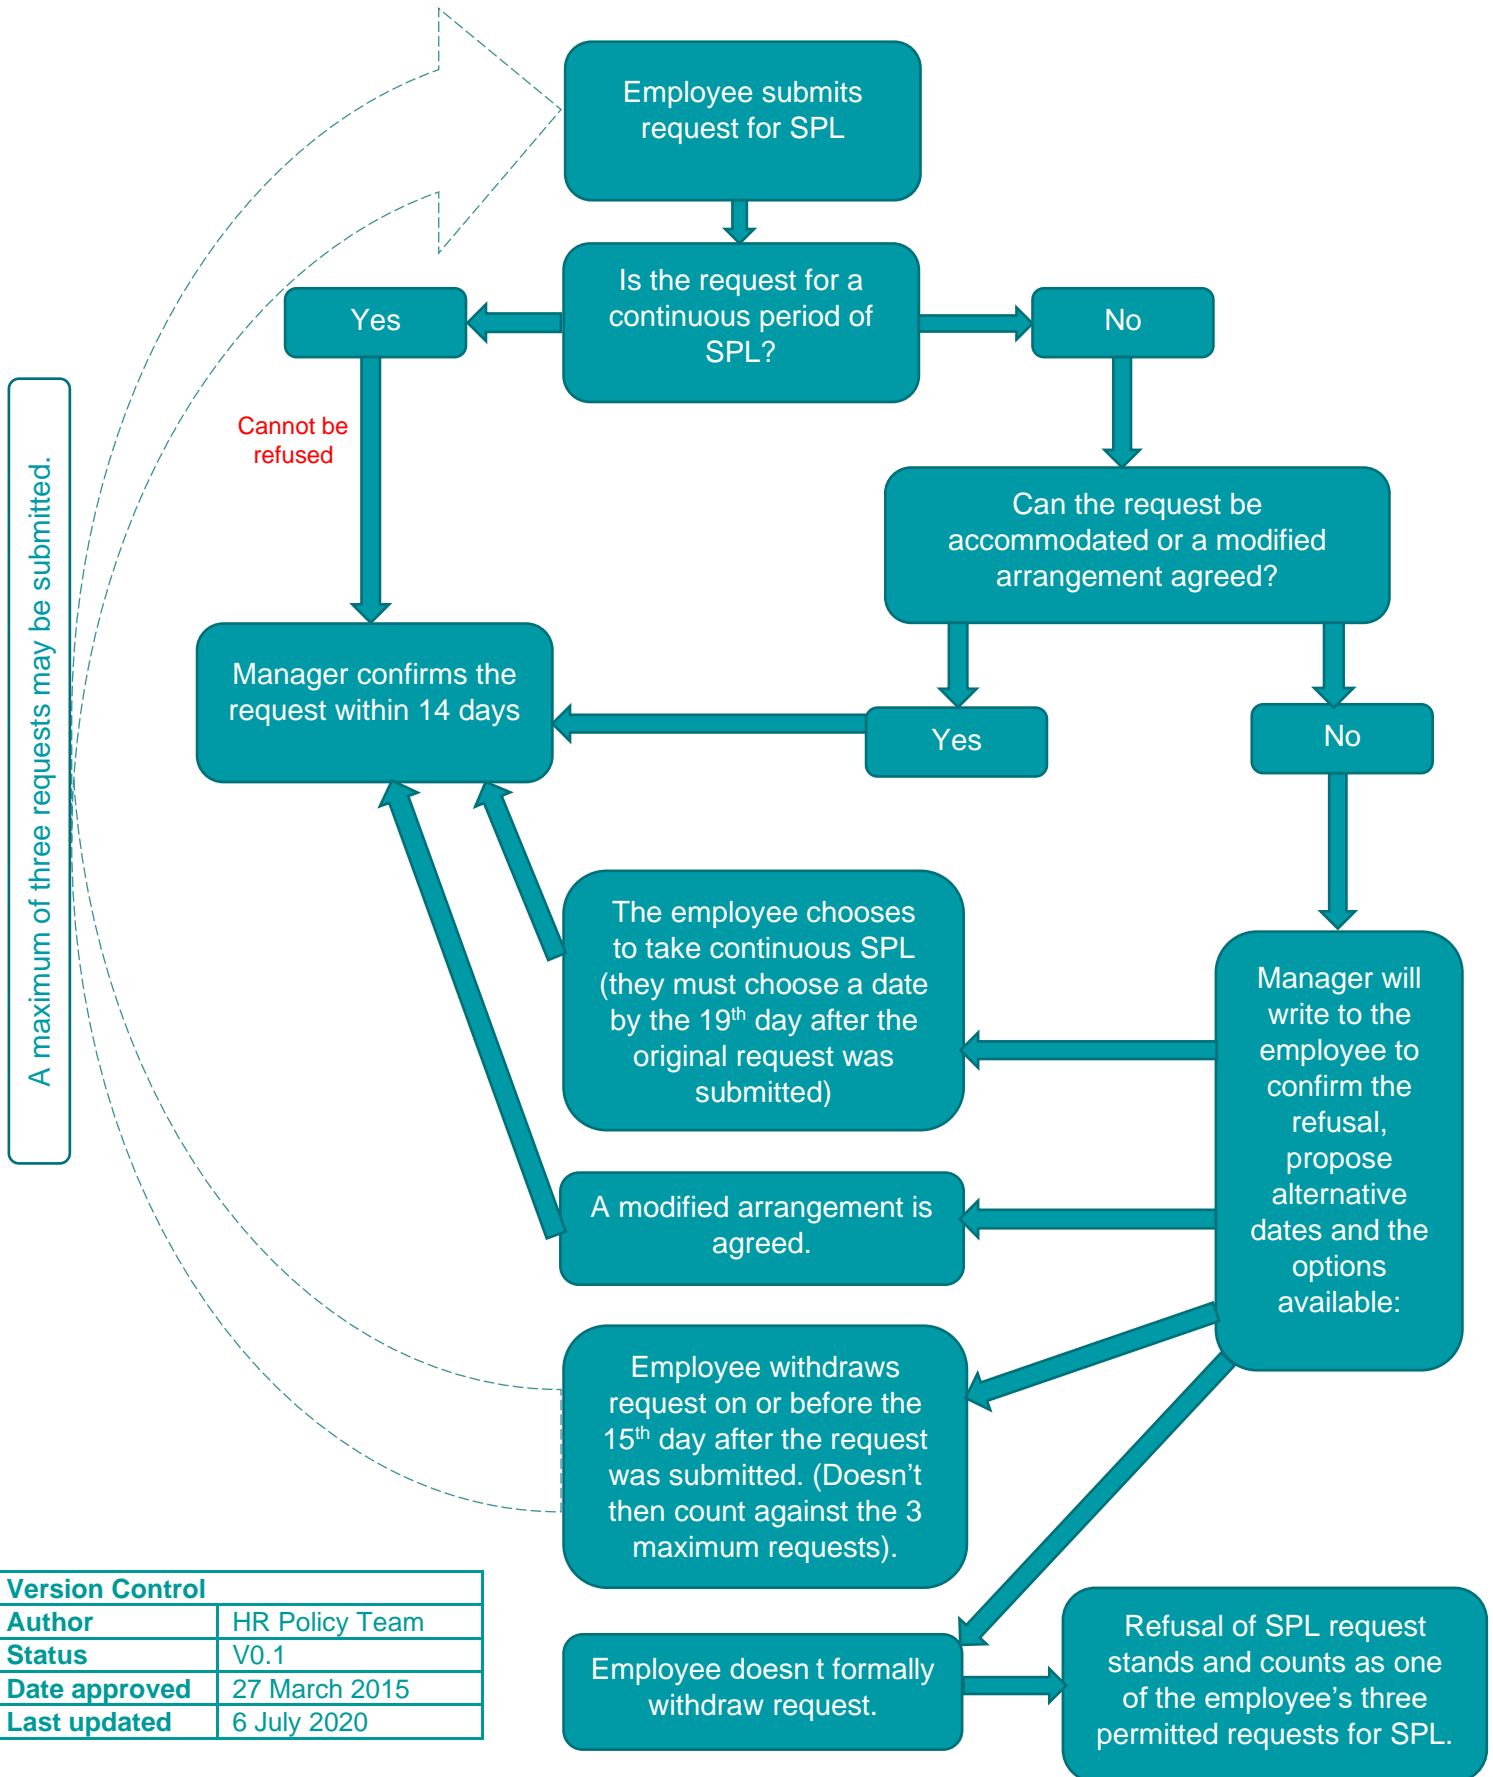 Employee submits
request for SPL
Is the request for a
continuous period of
SPL?
Yes
No
Cannot be
refused
A maximum of three requests may be submitted.
Can the request be
accommodated or a modified
arrangement agreed?
Manager confirms the
request within 14 days
Yes
No
The employee chooses
to take continuous SPL
(they must choose a date
by the 19th day after the
original request was
submitted)
Manager will
write to the
employee to
confirm the
refusal,
propose
alternative
dates and the
options
available:
A modified arrangement is
agreed.
Employee withdraws
request on or before the
15th day after the request
was submitted. (Doesn’t
then count against the 3
maximum requests).
Employee doesn t formally
withdraw request.
Refusal of SPL request
stands and counts as one
of the employee’s three
permitted requests for SPL.
Version Control
Author HR Policy Team
Status V0.1
Date approved 27 March 2015
Last updated 6 July 2020